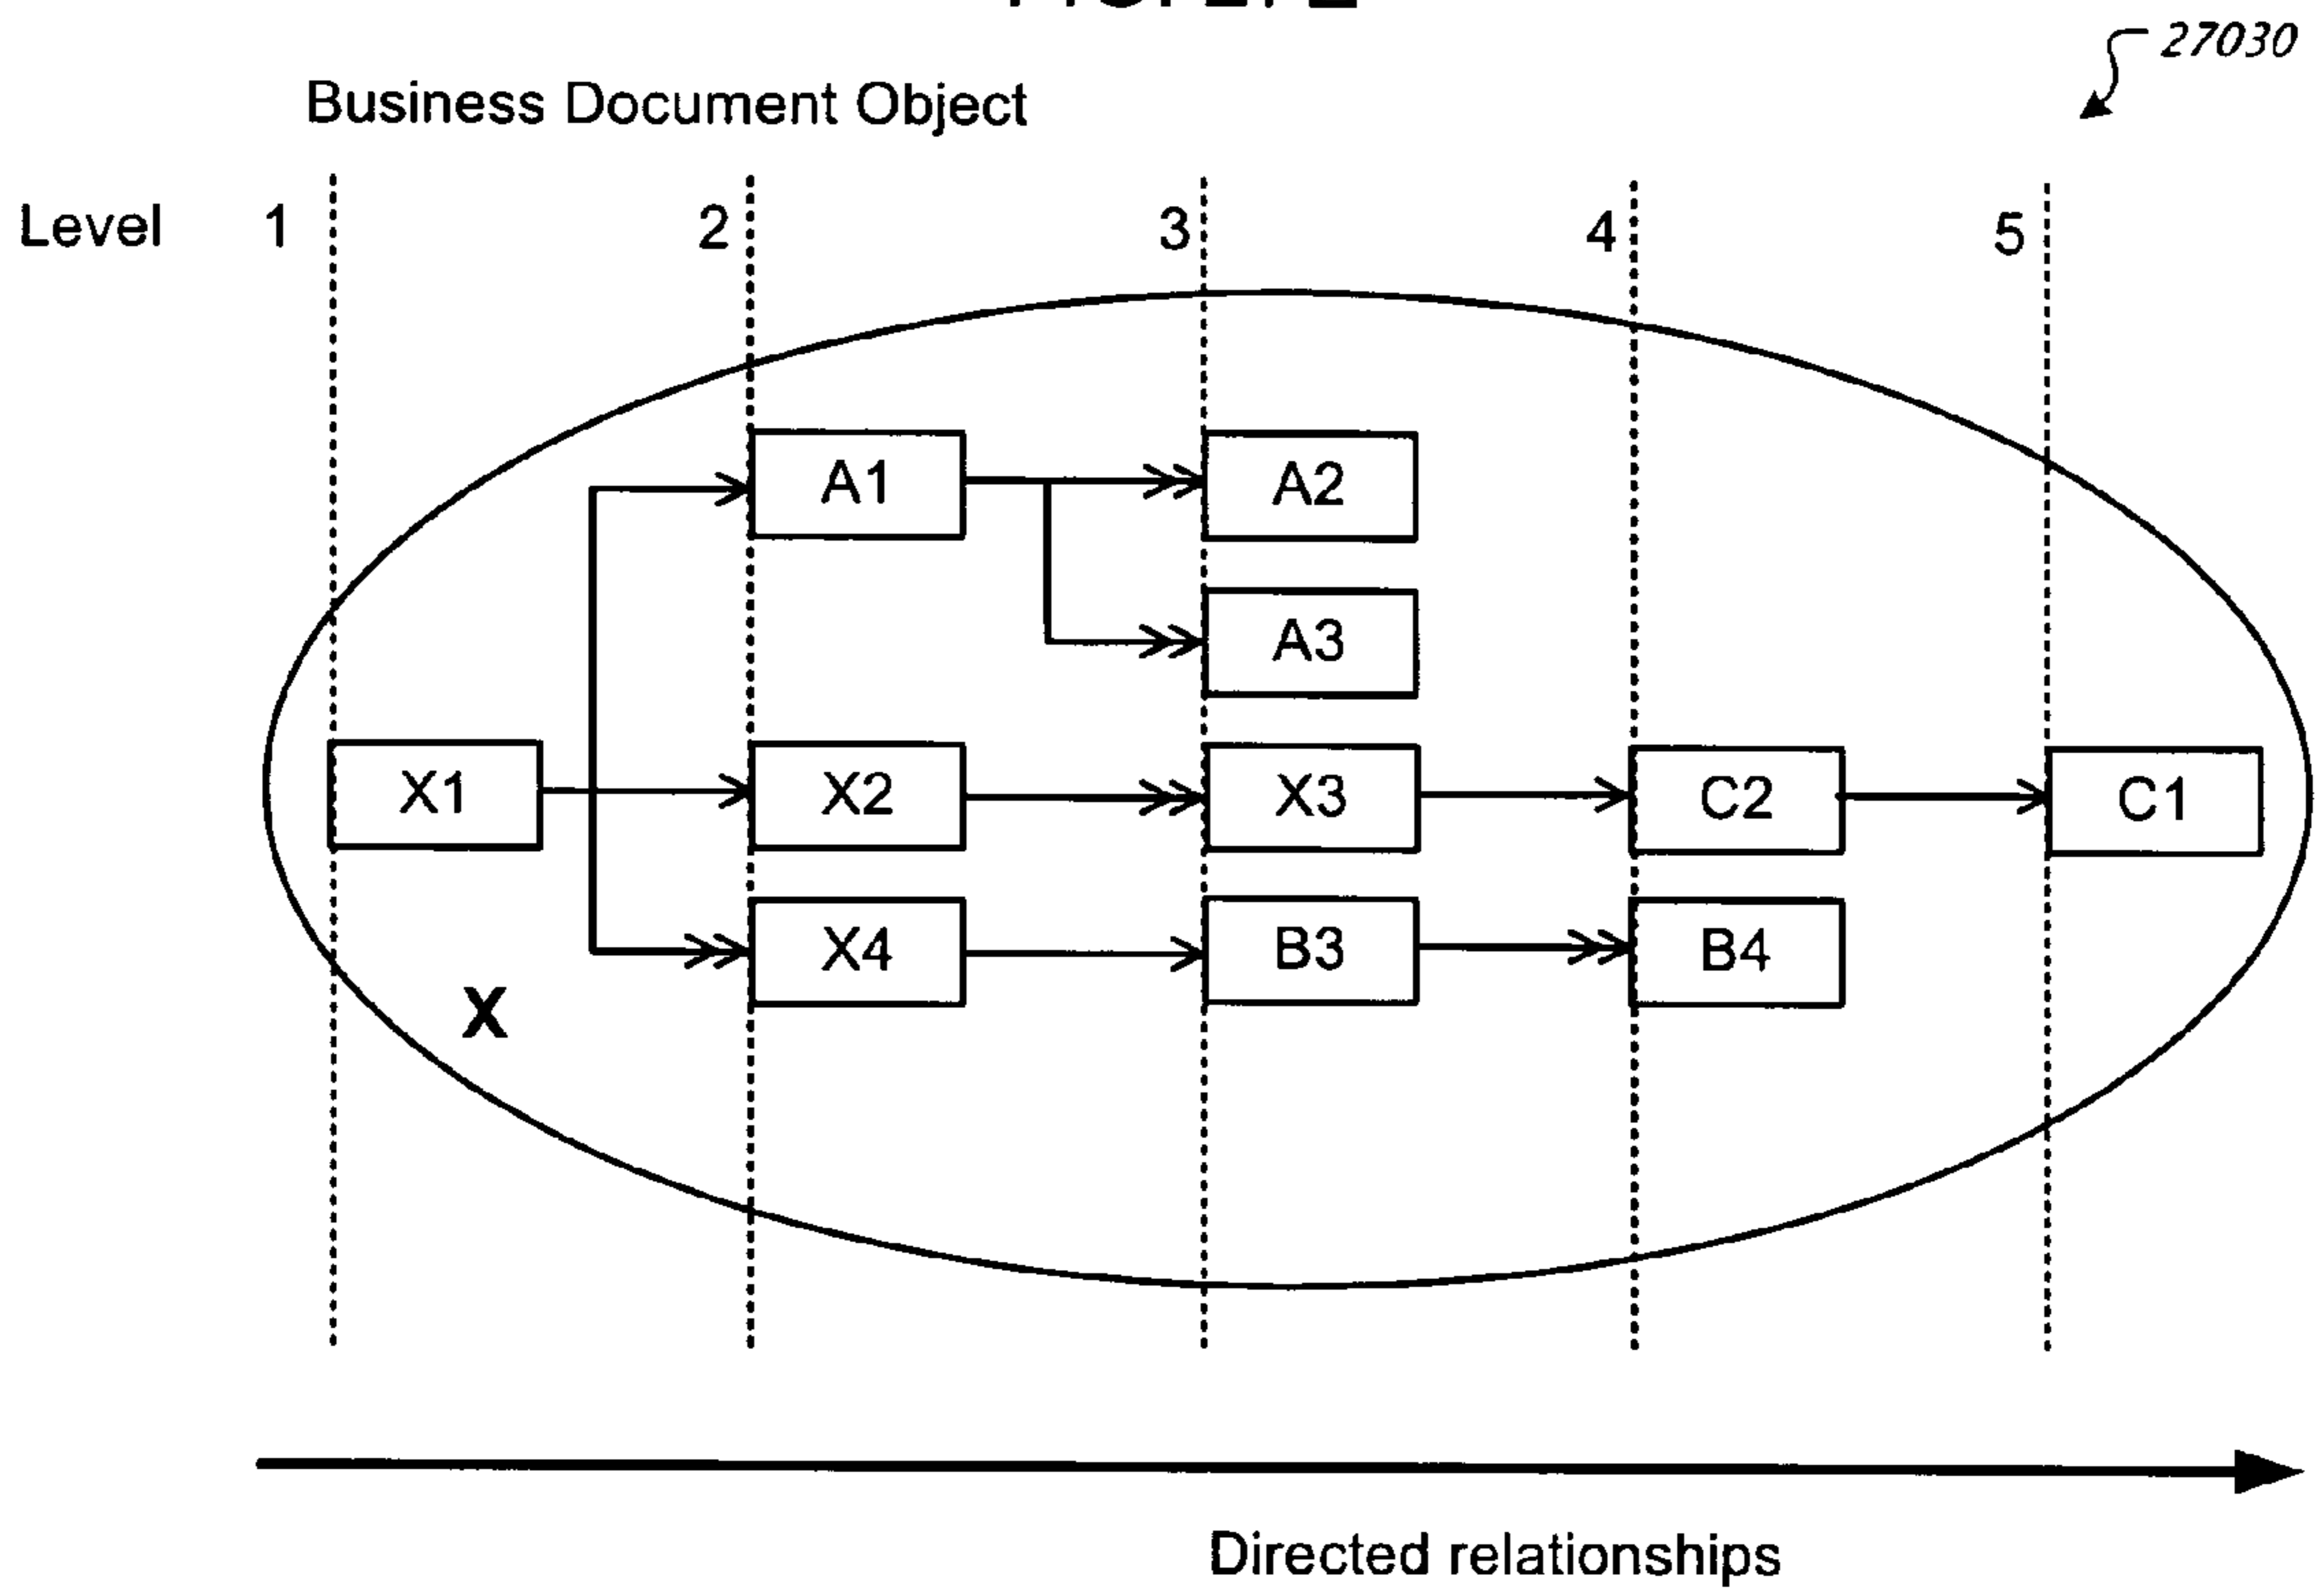 27030
Business Document Object
Level 1 2 3 4 5
A1 A2
A3
X1 X2 X3 C2 C1
X4 B3 B4
X
Directed relationships